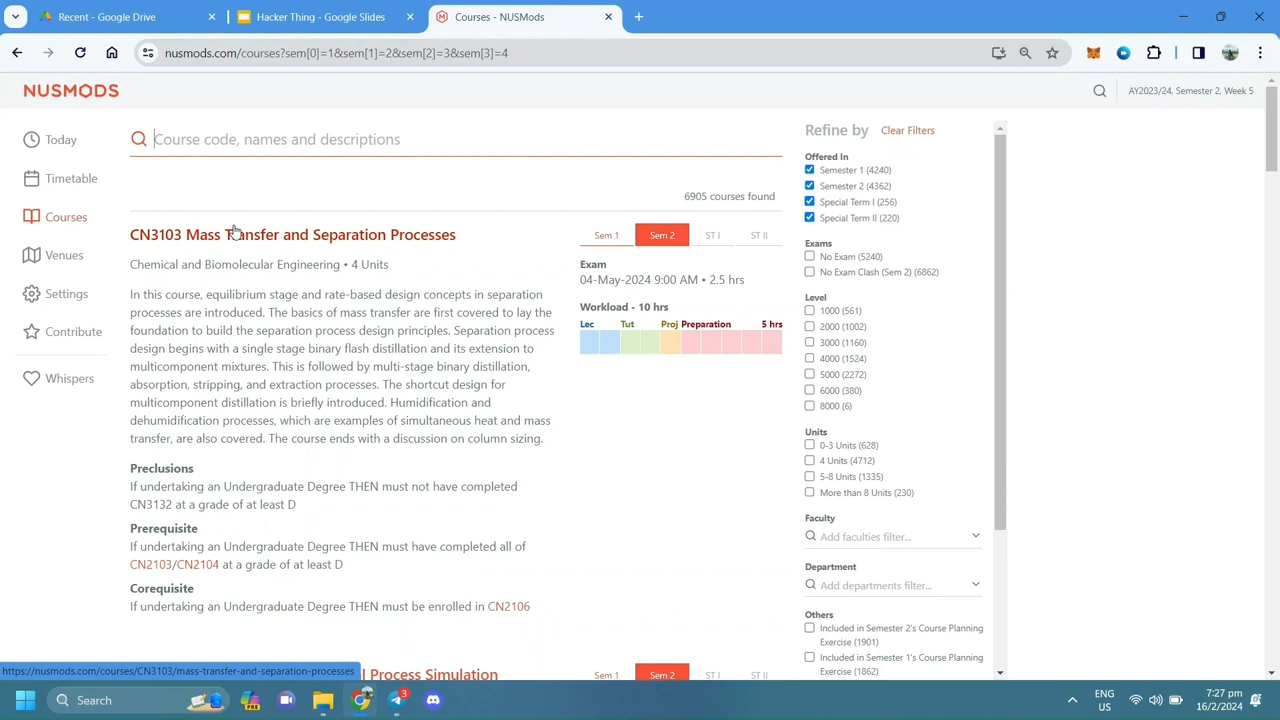 Recent - Google Drive
Hacker Thing - Google Slides
Courses - NUSMods
nusmods.com/courses?sem[0]=1&sem[1]=2&sem[2]=3&sem[3]=4
NUSMODS
AY2023/24, Semester 2, Week 5
Today
Timetable
Courses
Venues
Settings
Contribute
Whispers
Course code, names and descriptions
6905 courses found
CN3103 Mass Transfer and Separation Processes
Chemical and Biomolecular Engineering • 4 Units
In this course, equilibrium stage and rate-based design concepts in separation
processes are introduced. The basics of mass transfer are first covered to lay the
foundation to build the separation process design principles. Separation process
design begins with a single stage binary flash distillation and its extension to
multicomponent mixtures. This is followed by multi-stage binary distillation,
absorption, stripping, and extraction processes. The shortcut design for
multicomponent distillation is briefly introduced. Humidification and
dehumidification processes, which are examples of simultaneous heat and mass
transfer, are also covered. The course ends with a discussion on column sizing.
Preclusions
If undertaking an Undergraduate Degree THEN must not have completed
CN3132 at a grade of at least D
Prerequisite
If undertaking an Undergraduate Degree THEN must have completed all of
CN2103/CN2104 at a grade of at least D
Corequisite
If undertaking an Undergraduate Degree THEN must be enrolled in CN2106
Sem 1 Sem 2 ST I ST II
Exam
04-May-2024 9:00 AM • 2.5 hrs
Workload - 10 hrs
Lec Tut Proj Preparation 5 hrs
l Process Simulation
Sem 1 Sem 2 ST I ST II
Refine by Clear Filters
Offered In
Semester 1 (4240)
Semester 2 (4362)
Special Term I (256)
Special Term II (220)
Exams
No Exam (5240)
No Exam Clash (Sem 2) (6862)
Level
1000 (561)
2000 (1002)
3000 (1160)
4000 (1524)
5000 (2272)
6000 (380)
8000 (6)
Units
0-3 Units (628)
4 Units (4712)
5-8 Units (1335)
More than 8 Units (230)
Faculty
Add faculties filter...
Department
Add departments filter...
Others
Included in Semester 2's Course Planning
Exercise (1901)
Included in Semester 1's Course Planning
Exercise (1862)
https://nusmods.com/courses/CN3103/mass-transfer-and-separation-processes
Search
3
ENG
US
7:27 pm
16/2/2024